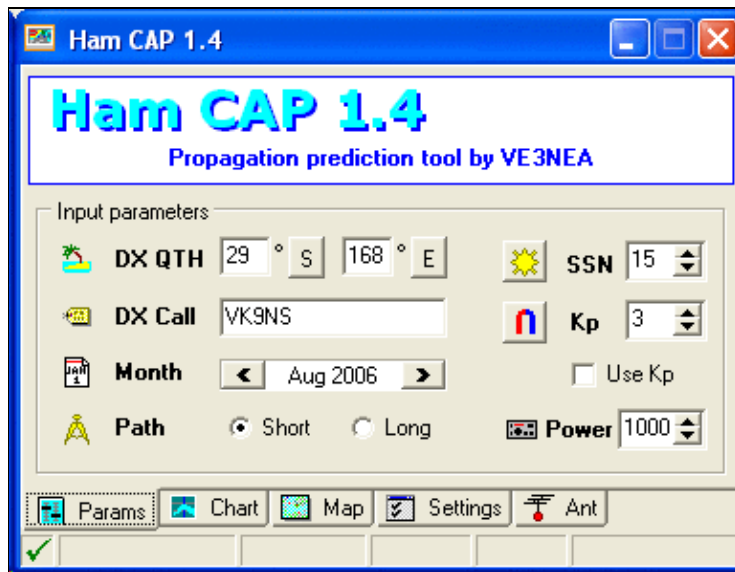 Ham CAP 1.4
Ham CAP 1.4
Propagation prediction tool by VE3NEA
Input parameters
DX QTH 29 ° S 168 ° E SSN 15
DX Call VK9NS Kp 3
JAN 1 Month < Aug 2006 > Use Kp
Path Short Long Power 1000
Params Chart Map Settings Ant